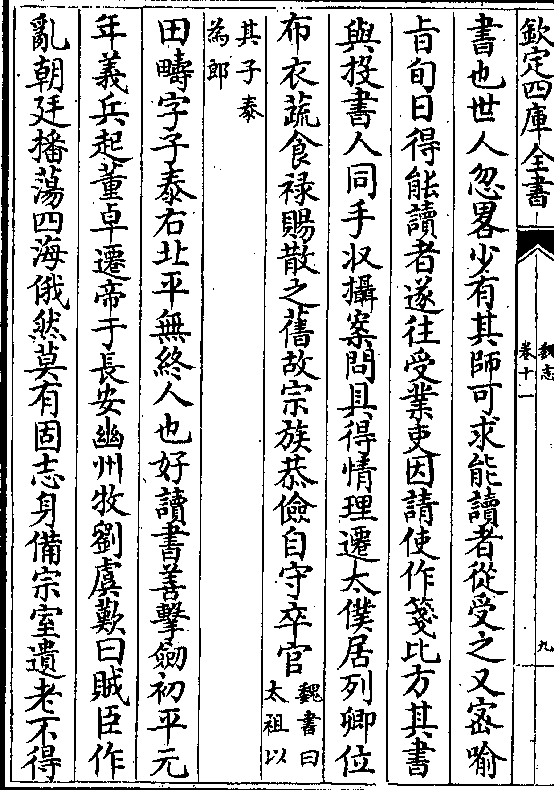 欽定四庫全書
魏志
卷十一
九
書也世人忽畧少有其師可求能讀者從受之又宻喻
㫖旬日得能讀者遂往受業吏因請使作箋比方其書
與投書人同手収攝案問具得情理遷太僕居列卿位
布衣蔬食禄賜散之舊故宗族恭儉自守卒官魏書曰太祖以
其子泰為郎
田疇字子泰右北平無終人也好讀書善擊劒初平元
年義兵起董卓遷帝于長安幽州牧劉虞歎曰賊臣作
亂朝廷播蕩四海俄然莫有固志身備宗室遺老不得